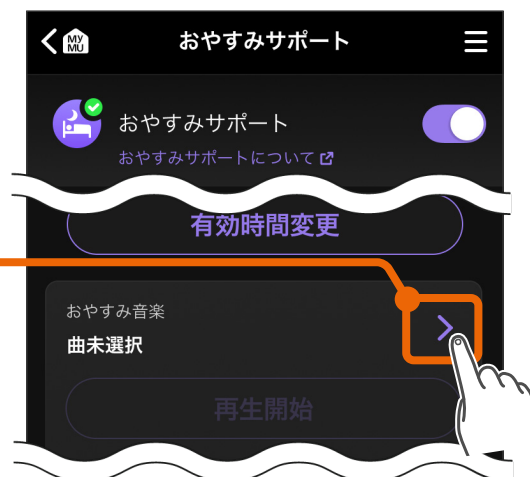 MY
MU
おやすみサポート
おやすみサポート
おやすみサポートについて
有効時間変更
おやすみ音楽
曲未選択
再生開始